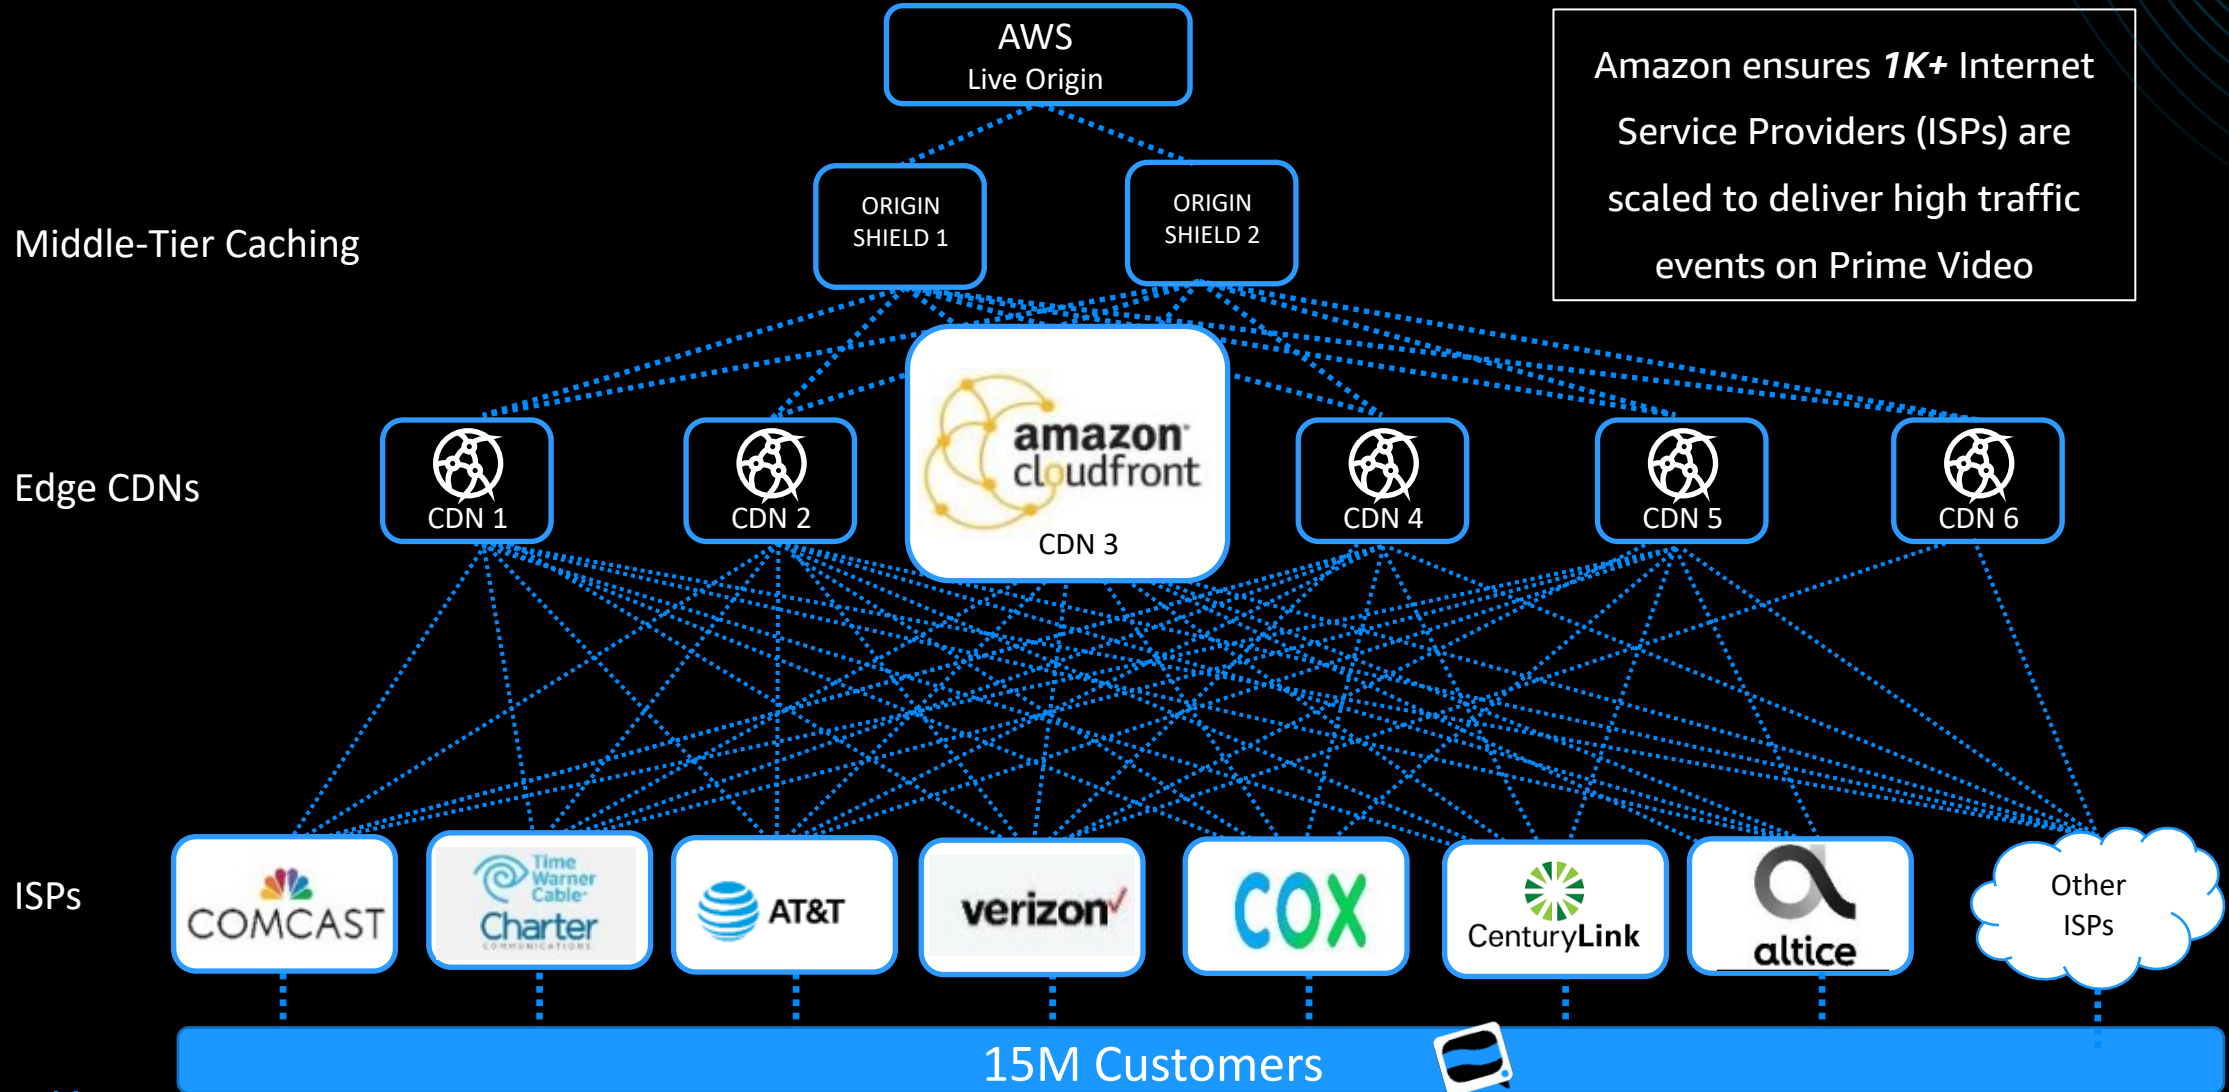 AWS
Live Origin
Amazon ensures 1K+ Internet
Service Providers (ISPs) are
scaled to deliver high traffic
events on Prime Video
Middle-Tier Caching
ORIGIN
SHIELD 1
ORIGIN
SHIELD 2
Edge CDNs
CDN 1
CDN 2
amazon
cloudfront
CDN 3
CDN 4
CDN 5
CDN 6
ISPs
COMCAST
Time
Warner
Cable
Charter
COMMUNICATIONS
AT&T
verizon
COX
CenturyLink
altice
Other
ISPs
15M Customers